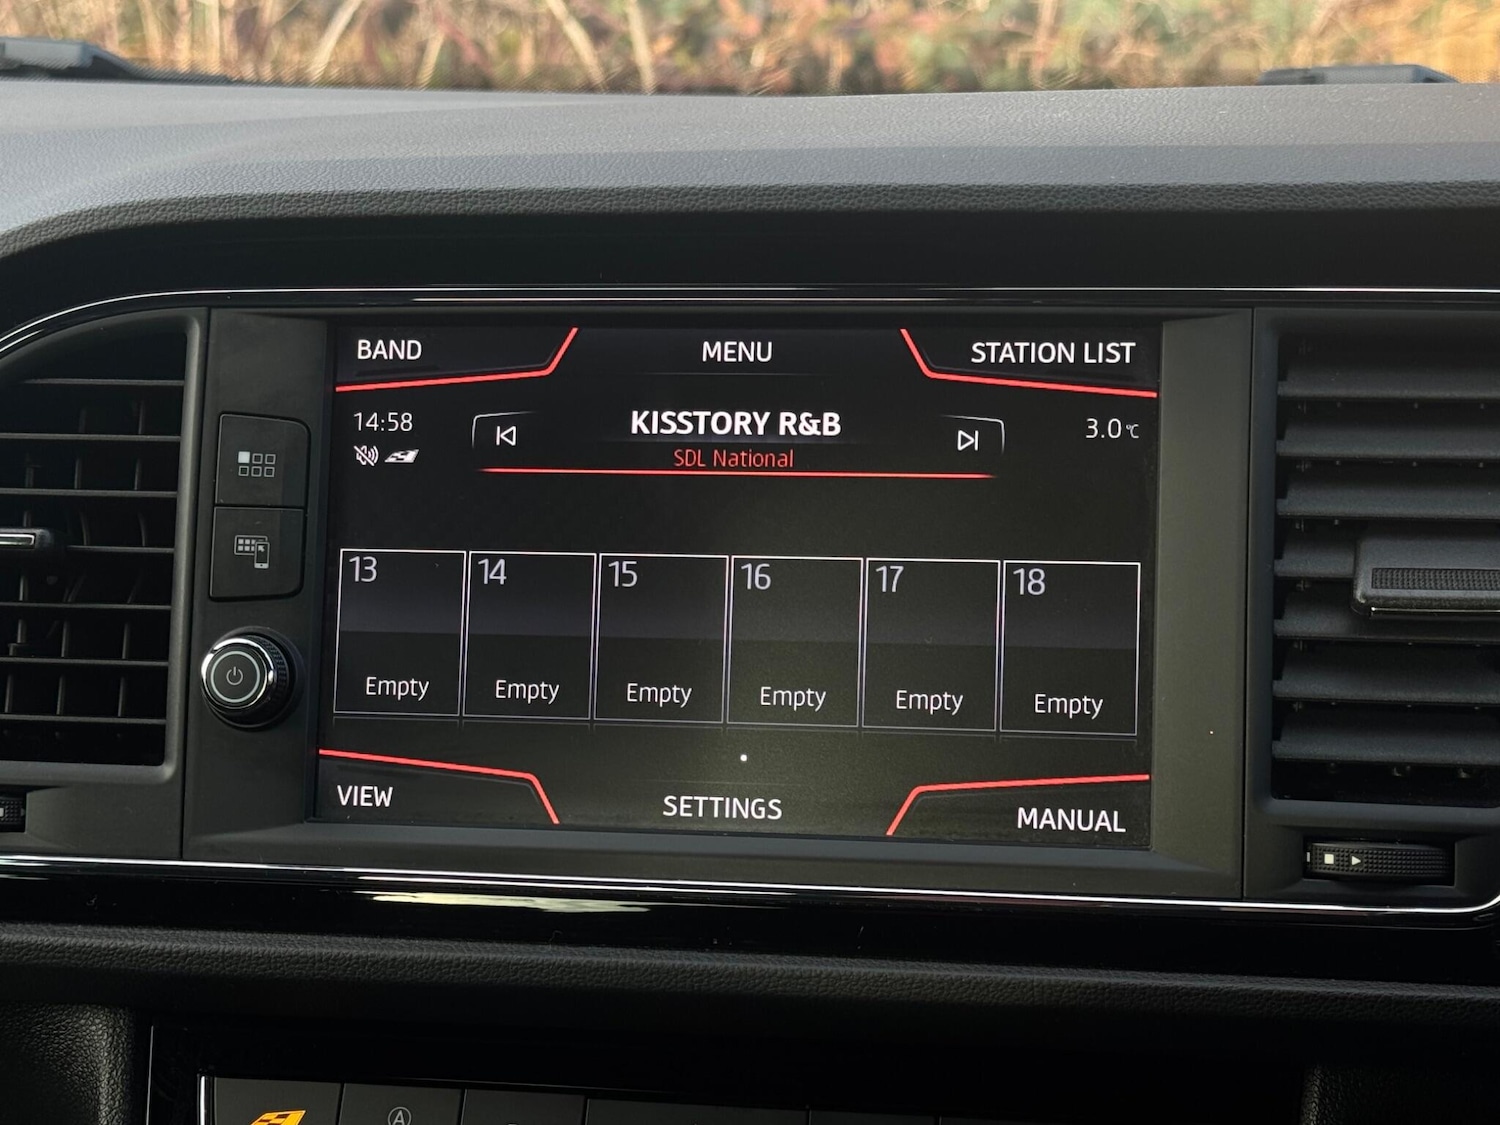 BAND MENU STATION LIST
14:58 KISSTORY R&B 3.0°C
SDL National
13 14 15 16 17 18
Empty Empty Empty Empty Empty Empty
VIEW SETTINGS MANUAL
A